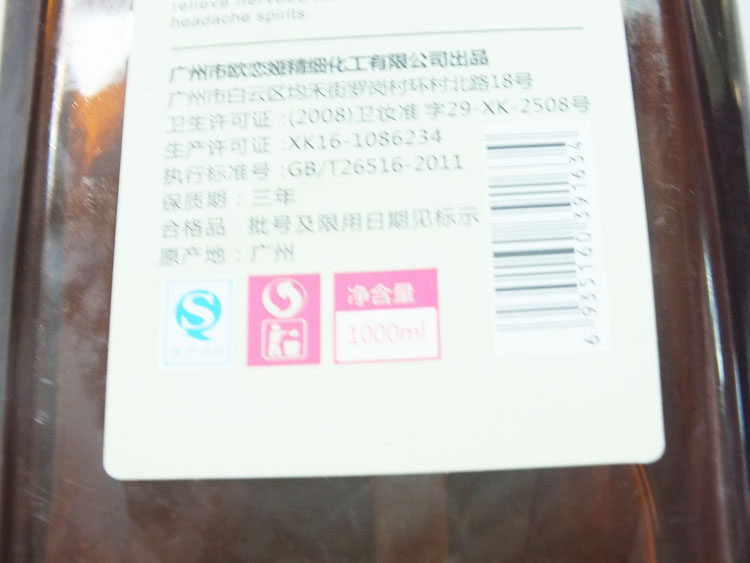 relieve nervous
headache spirits.
广州市欧恋娅精细化工有限公司出品
广州市白云区均禾街罗岗村环村北路18号
卫生许可证:(2008)卫妆准 字29-XK-2508号
生产许可证:XK16-1086234
执行标准号:GB/T26516-2011
保质期:三年
合格品 批号及限用日期见标示
原产地:广州
净含量
1000ml
6 935160 391634